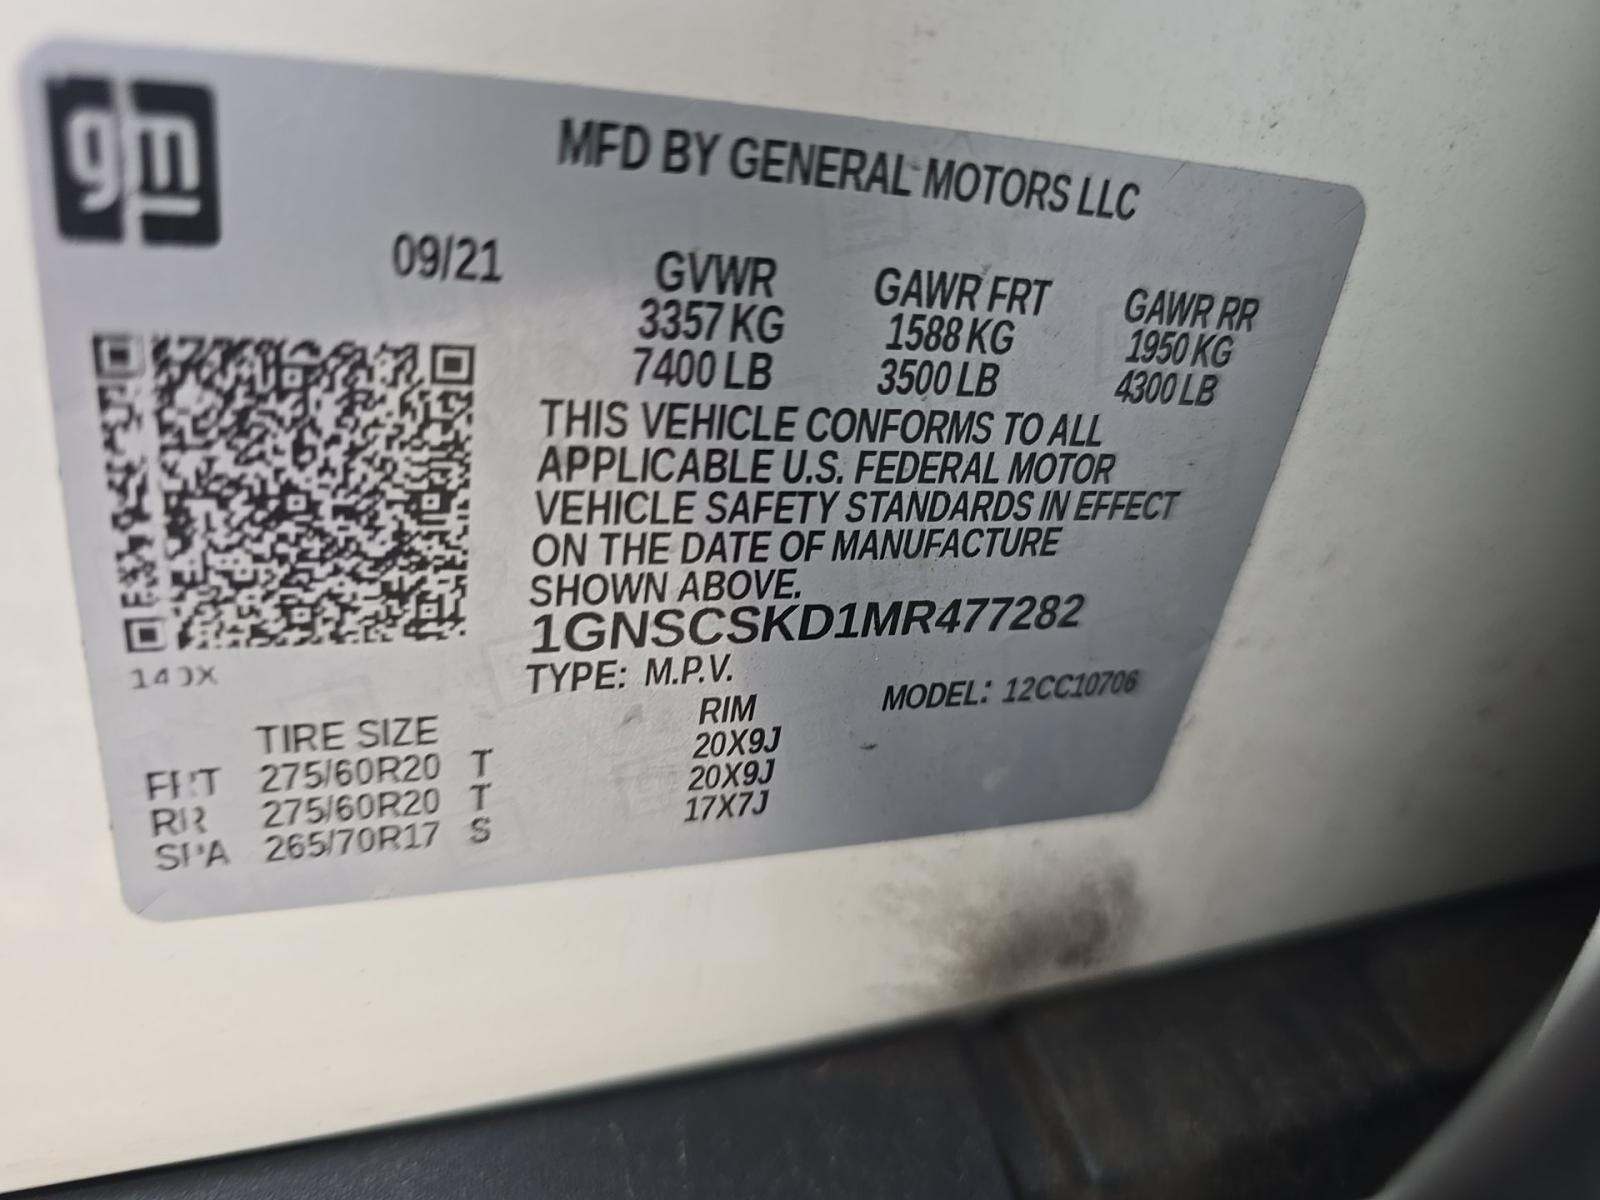 gm
MFD BY GENERAL MOTORS LLC
09/21
GVWR GAWR FRT GAWR RR
3357 KG 1588 KG 1950 KG
7400 LB 3500 LB 4300 LB
THIS VEHICLE CONFORMS TO ALL
APPLICABLE U.S. FEDERAL MOTOR
VEHICLE SAFETY STANDARDS IN EFFECT
ON THE DATE OF MANUFACTURE
SHOWN ABOVE.
1GNSCSKD1MR477282
TYPE: M.P.V. MODEL: 12CC10706
TIRE SIZE RIM
FRT 275/60R20 T 20X9J
RR 275/60R20 T 20X9J
SPA 265/70R17 S 17X7J